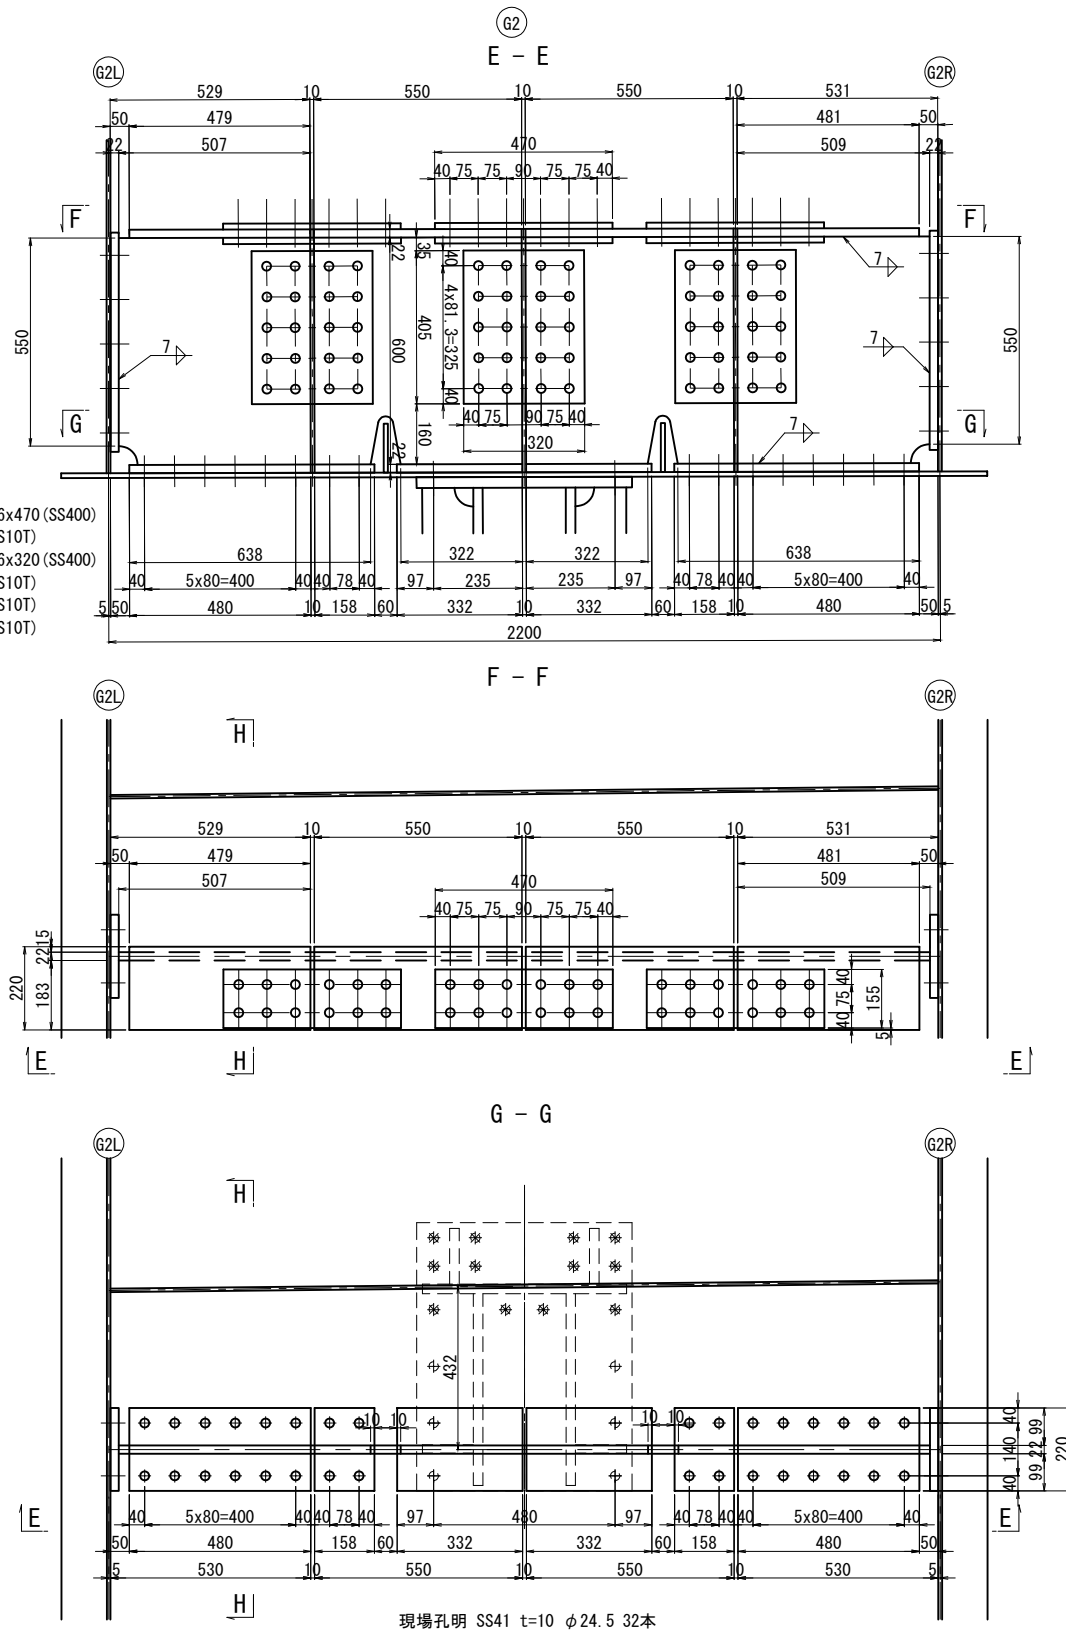 G2
E - E
G2L
G2R
529 10 550 10 550 10 531
50 479 481 50
22 507 470 509 22
40 75 75 90 75 75 40
F F
22 35 40
7
550 4x81.3=325 405 600 550
7 7
G G
40 160 22
40 75 90 75 40
7
320
6x470(SS400)
S10T)
6x320(SS400)
S10T)
S10T)
S10T)
638 322 322 638
40 5x80=400 40 40 78 40 97 235 235 97 40 78 40 5x80=400 40
5 50 480 10 158 60 332 10 332 60 158 10 480 50 5
2200
F - F
G2L G2R
H
529 10 550 10 550 10 531
50 479 481 50
507 470 509
40 75 75 90 75 75 40
220 22 15 183
40 75 40 155 5
E H E
G - G
G2L G2R
H
432
10 10 10 10
40 140 40 99 22 99 220
E E
40 5x80=400 40 40 78 40 97 480 97 40 78 40 5x80=400 40
50 480 158 60 332 332 60 158 480 50
5 530 10 550 10 550 10 530 5
H
現場孔明 SS41 t=10 φ24.5 32本